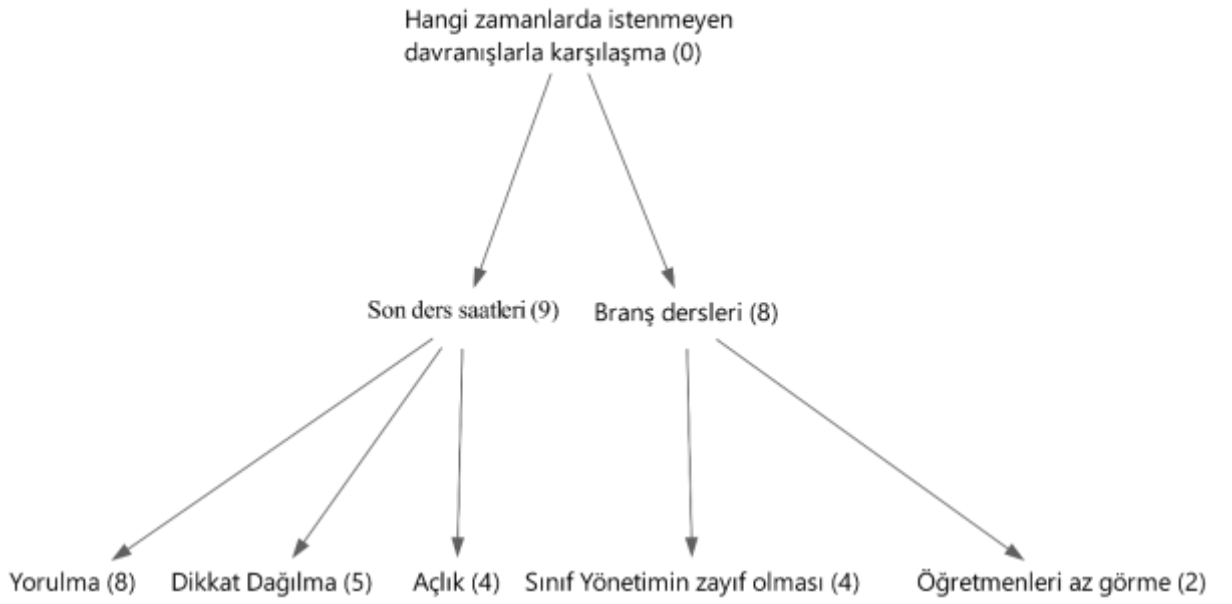 Hangi zamanlarda istenmeyen
davranışlarla karşılaşma (0)
Son ders saatleri (9) Branş dersleri (8)
Yorulma (8) Dikkat Dağılma (5) Açlık (4) Sınıf Yönetimin zayıf olması (4) Öğretmenleri az görme (2)